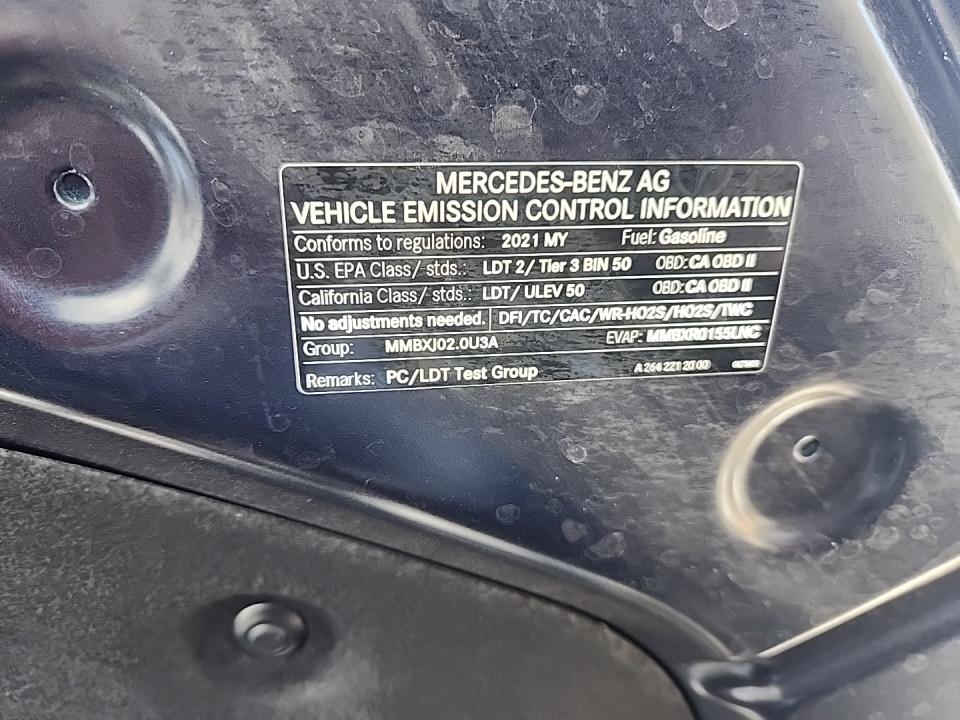 MERCEDES-BENZ AG
VEHICLE EMISSION CONTROL INFORMATION
Conforms to regulations: 2021 MY Fuel: Gasoline
U.S. EPA Class/ stds.: LDT 2/ Tier 3 BIN 50 OBD: CA OBD II
California Class/ stds.: LDT/ ULEV 50 OBD: CA OBD II
No adjustments needed. DFI/TC/CAC/WR-HO2S/HO2S/TWC
Group: MMBXJ02.0U3A EVAP: MMBXR0155LNC
Remarks: PC/LDT Test Group A 264 221 20 00